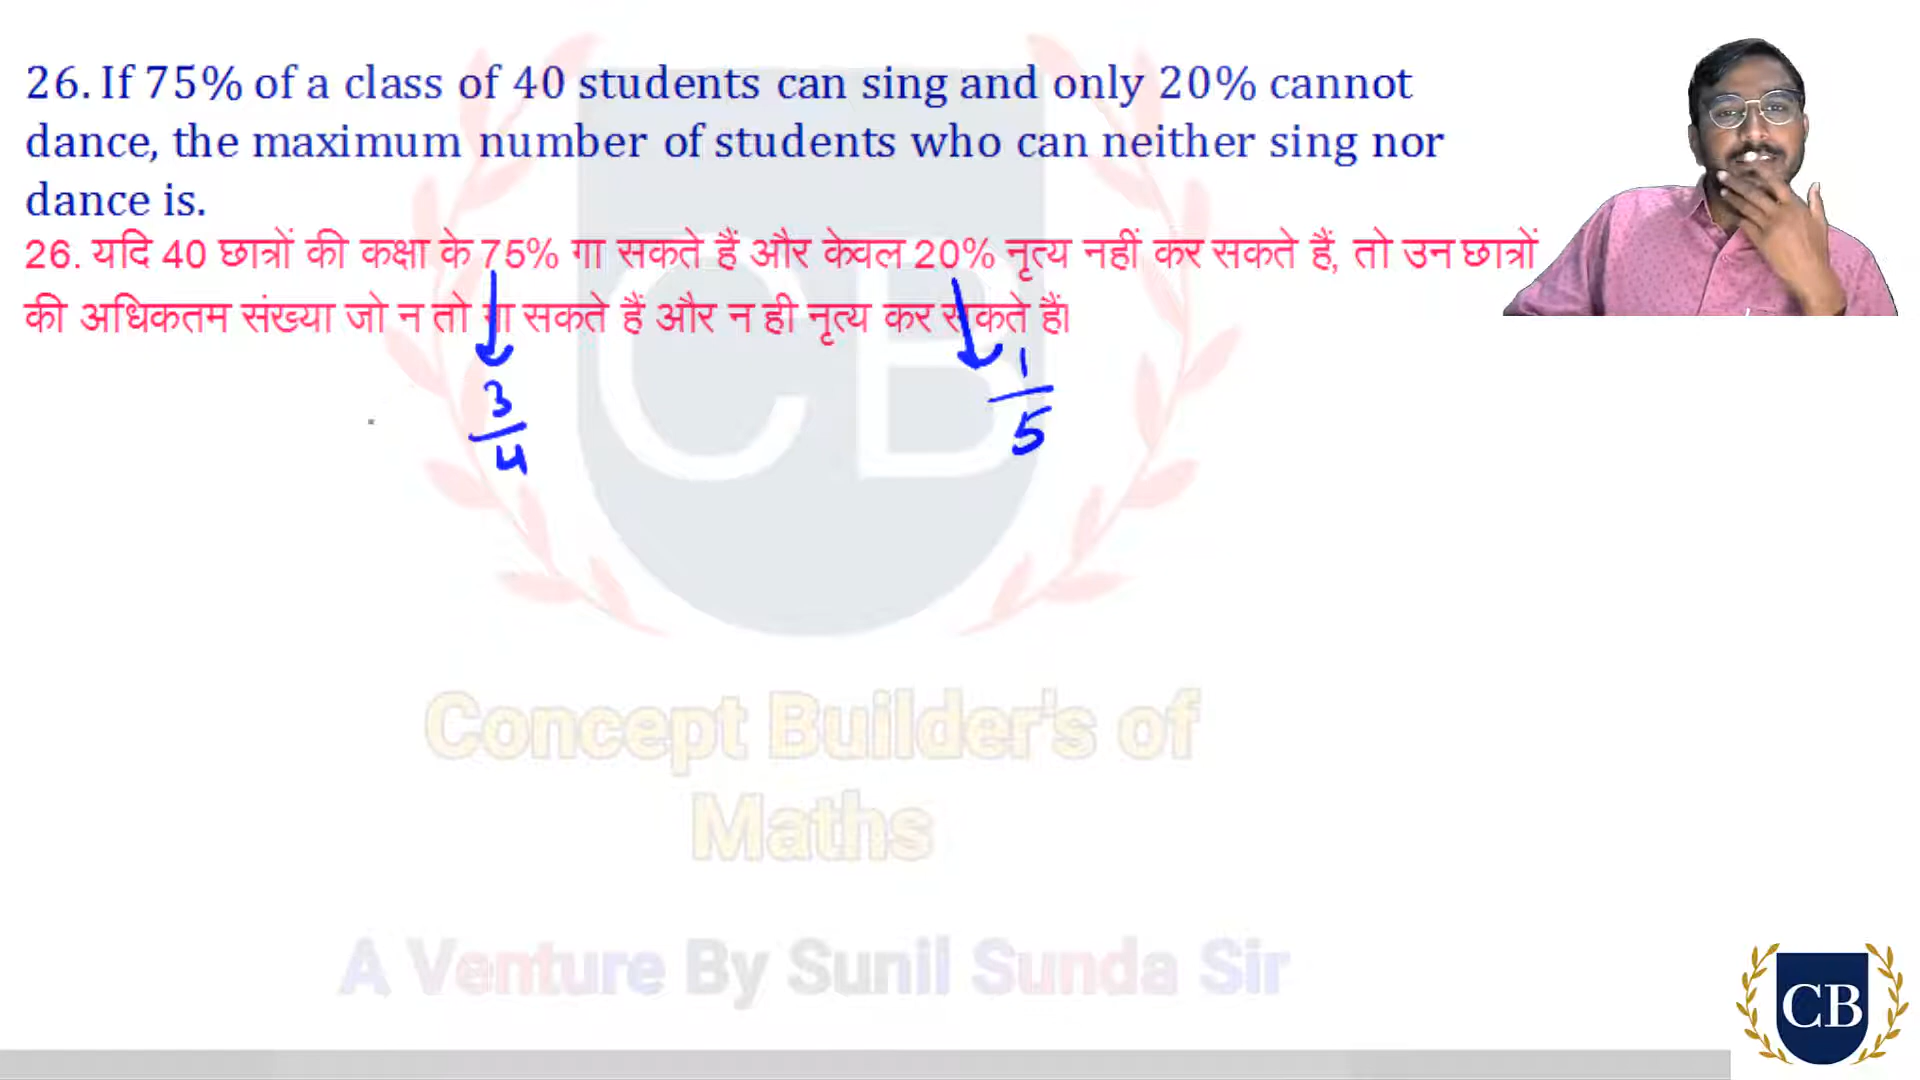 26. If 75% of a class of 40 students can sing and only 20% cannot
dance, the maximum number of students who can neither sing nor
dance is.
26. यदि 40 छात्रों की कक्षा के 75% गा सकते हैं और केवल 20% नृत्य नहीं कर सकते हैं, तो उन छात्रों
की अधिकतम संख्या जो न तो गा सकते हैं और न ही नृत्य कर सकते हैं।
3
4
1
5
CB
Concept Builder's of
Maths
A Venture By Sunil Sunda Sir
CB